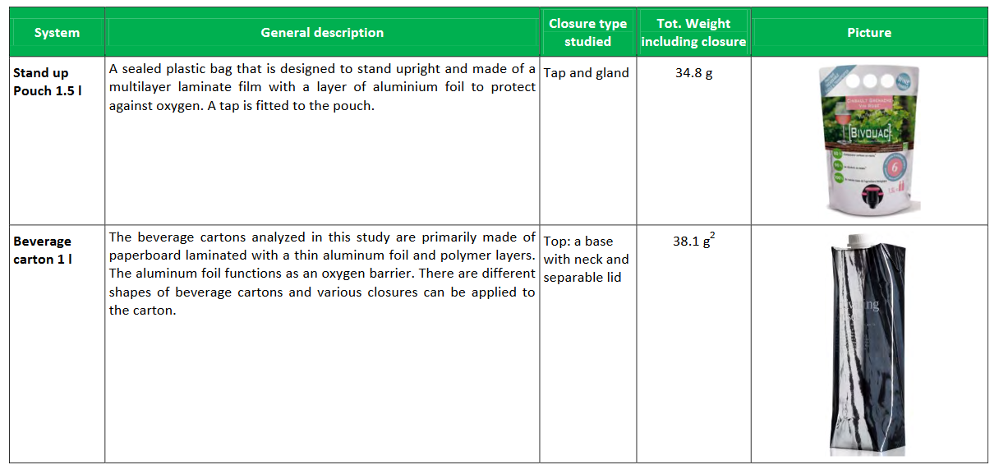 System
General description
Closure type
studied
Tot. Weight
including closure
Picture
Stand up
Pouch 1.5 l
A sealed plastic bag that is designed to stand upright and made of a
multilayer laminate film with a layer of aluminium foil to protect
against oxygen. A tap is fitted to the pouch.
Tap and gland
34.8 g
[BIVOUAC]
6
Beverage
carton 1 l
The beverage cartons analyzed in this study are primarily made of
paperboard laminated with a thin aluminum foil and polymer layers.
The aluminum foil functions as an oxygen barrier. There are different
shapes of beverage cartons and various closures can be applied to
the carton.
Top: a base
with neck and
separable lid
38.1 g²